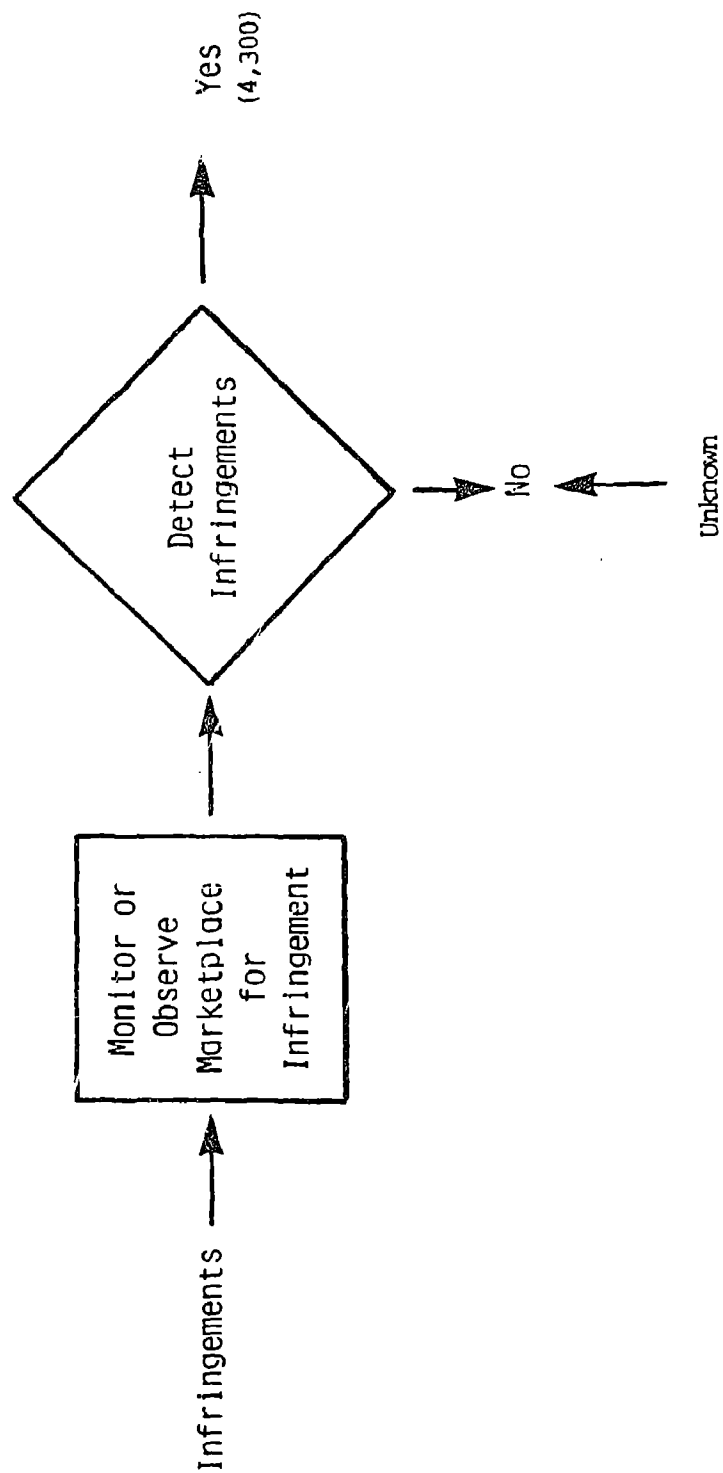 Infringements
Monitor or
Observe
Marketplace
for
Infringement
Detect
Infringements
Yes
(4,300)
No
Unknown